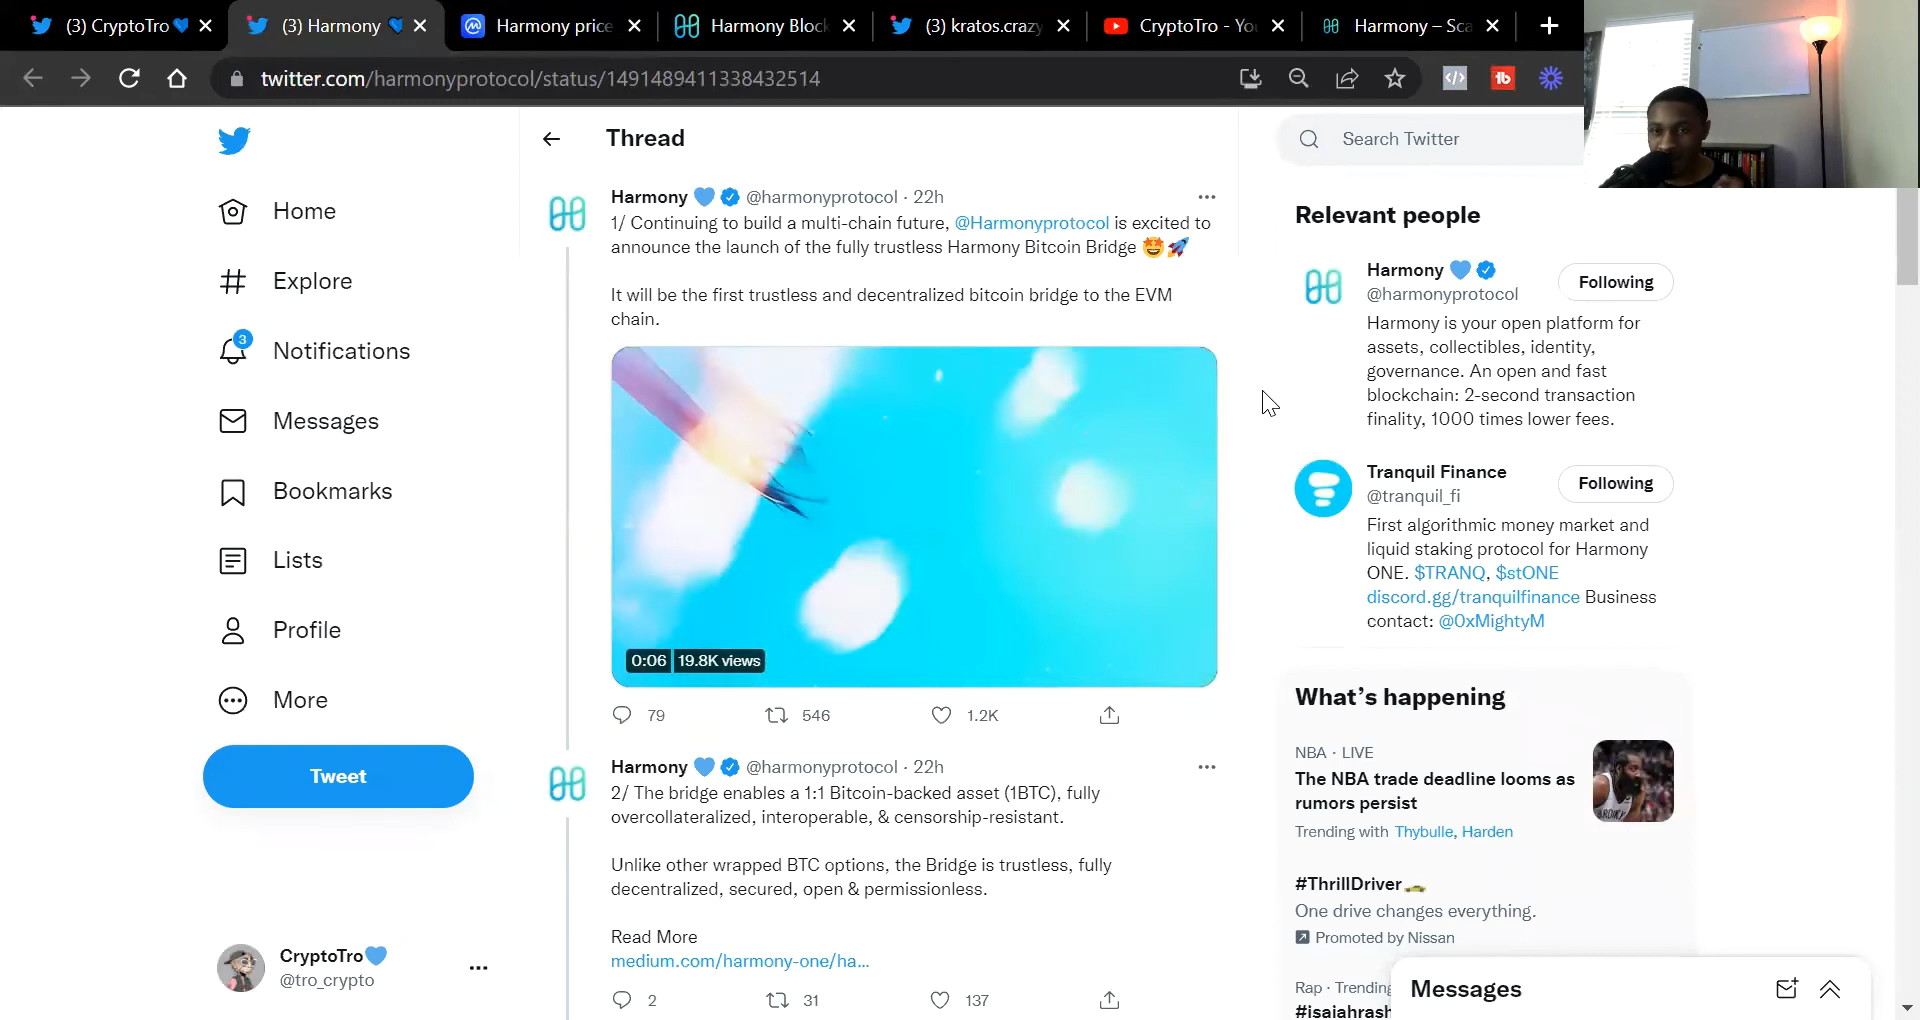 (3) CryptoTro💙
(3) Harmony 💙
Harmony price
Harmony Block
(3) kratos.crazy
CryptoTro - Yo
Harmony – Sca
twitter.com/harmonyprotocol/status/1491489411338432514
</>
tb
Home
Explore
3
Notifications
Messages
Bookmarks
Lists
Profile
More
Tweet
CryptoTro💙
@tro_crypto
Thread
Harmony 💙 @harmonyprotocol · 22h
1/ Continuing to build a multi-chain future, @Harmonyprotocol is excited to
announce the launch of the fully trustless Harmony Bitcoin Bridge 🤩🚀
It will be the first trustless and decentralized bitcoin bridge to the EVM
chain.
0:06 19.8K views
79 546 1.2K
Harmony 💙 @harmonyprotocol · 22h
2/ The bridge enables a 1:1 Bitcoin-backed asset (1BTC), fully
overcollateralized, interoperable, & censorship-resistant.
Unlike other wrapped BTC options, the Bridge is trustless, fully
decentralized, secured, open & permissionless.
Read More
medium.com/harmony-one/ha...
2 31 137
Search Twitter
Relevant people
Harmony 💙
@harmonyprotocol
Following
Harmony is your open platform for
assets, collectibles, identity,
governance. An open and fast
blockchain: 2-second transaction
finality, 1000 times lower fees.
Tranquil Finance
@tranquil_fi
Following
First algorithmic money market and
liquid staking protocol for Harmony
ONE. $TRANQ, $stONE
discord.gg/tranquilfinance Business
contact: @0xMightyM
What's happening
NBA · LIVE
The NBA trade deadline looms as
rumors persist
Trending with Thybulle, Harden
#ThrillDriver
One drive changes everything.
Promoted by Nissan
Rap · Trending
#isaiahrash
Messages